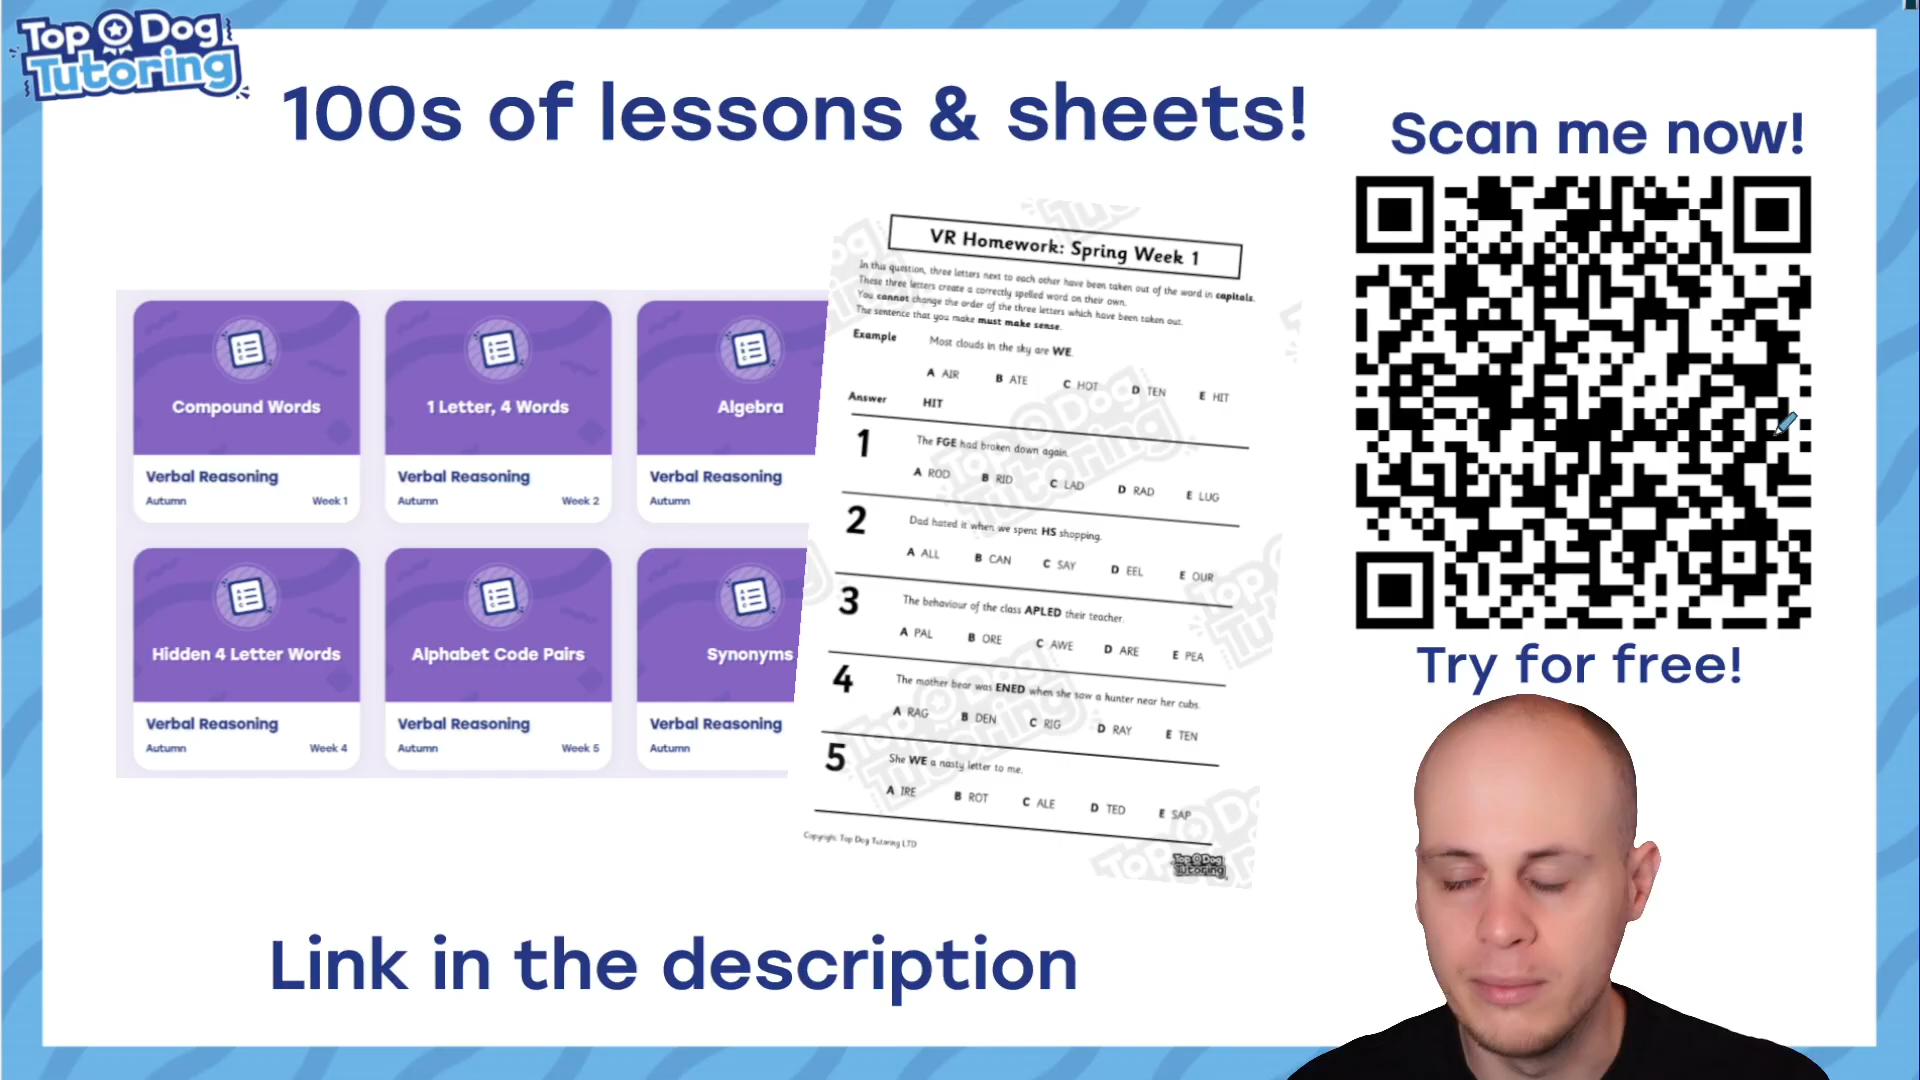 Top Dog
Tutoring
100s of lessons & sheets!
Scan me now!
Try for free!
Compound Words
Verbal Reasoning
Autumn Week 1
1 Letter, 4 Words
Verbal Reasoning
Autumn Week 2
Algebra
Verbal Reasoning
Autumn
Hidden 4 Letter Words
Verbal Reasoning
Autumn Week 4
Alphabet Code Pairs
Verbal Reasoning
Autumn Week 5
Synonyms
Verbal Reasoning
Autumn
VR Homework: Spring Week 1
In this question, three letters next to each other have been taken out of the word in capitals.
These three letters create a correctly spelled word on their own.
You cannot change the order of the three letters which have been taken out.
The sentence that you make must make sense.
Example Most clouds in the sky are WE.
A AIR B ATE C HOT D TEN E HIT
Answer HIT
1 The FGE had broken down again.
A ROD B RID C LAD D RAD E LUG
2 Dad hated it when we spent HS shopping.
A ALL B CAN C SAY D EEL E OUR
3 The behaviour of the class APLED their teacher.
A PAL B ORE C AWE D ARE E PEA
4 The mother bear was ENED when she saw a hunter near her cubs.
A RAG B DEN C RIG D RAY E TEN
5 She WE a nasty letter to me.
A IRE B ROT C ALE D TED E SAP
Copyright Top Dog Tutoring LTD
Top Dog
Tutoring
Link in the description